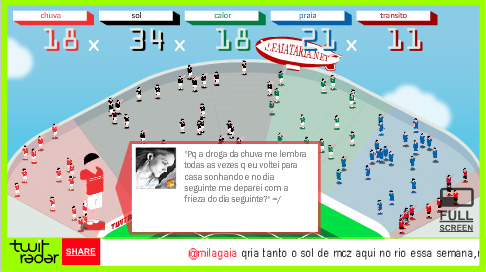 chuva sol calor praia transito
18 x 34 x 18 x 21 x 11
LEAIATARIA.NET
"Pq a droga da chuva me lembra
todas as vezes q eu voltei para
casa sonhando e no dia
seguinte me deparei com a
frieza do dia seguinte?" ~/
FULL
SCREEN
twit
radar
SHARE
@milagaia qria tanto o sol de mcz aqui no rio essa semana,